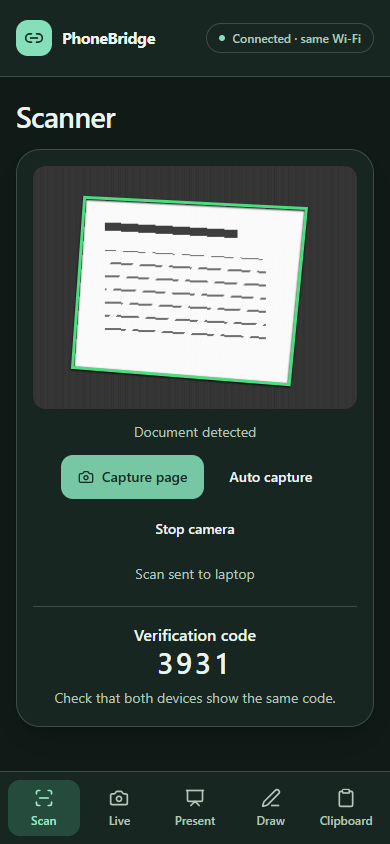 PhoneBridge
Connected · same Wi-Fi
Scanner
Document detected
Capture page
Auto capture
Stop camera
Scan sent to laptop
Verification code
3931
Check that both devices show the same code.
Scan
Live
Present
Draw
Clipboard